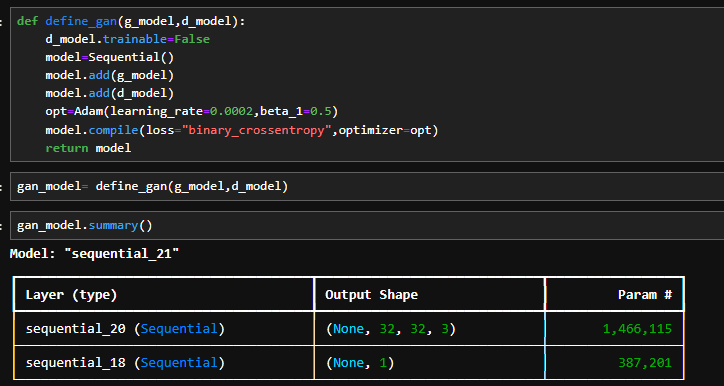 def define_gan(g_model,d_model):
    d_model.trainable=False
    model=Sequential()
    model.add(g_model)
    model.add(d_model)
    opt=Adam(learning_rate=0.0002,beta_1=0.5)
    model.compile(loss="binary_crossentropy",optimizer=opt)
    return model
gan_model= define_gan(g_model,d_model)
gan_model.summary()
Model: "sequential_21"
Layer (type) Output Shape Param #
sequential_20 (Sequential) (None, 32, 32, 3) 1,466,115
sequential_18 (Sequential) (None, 1) 387,201